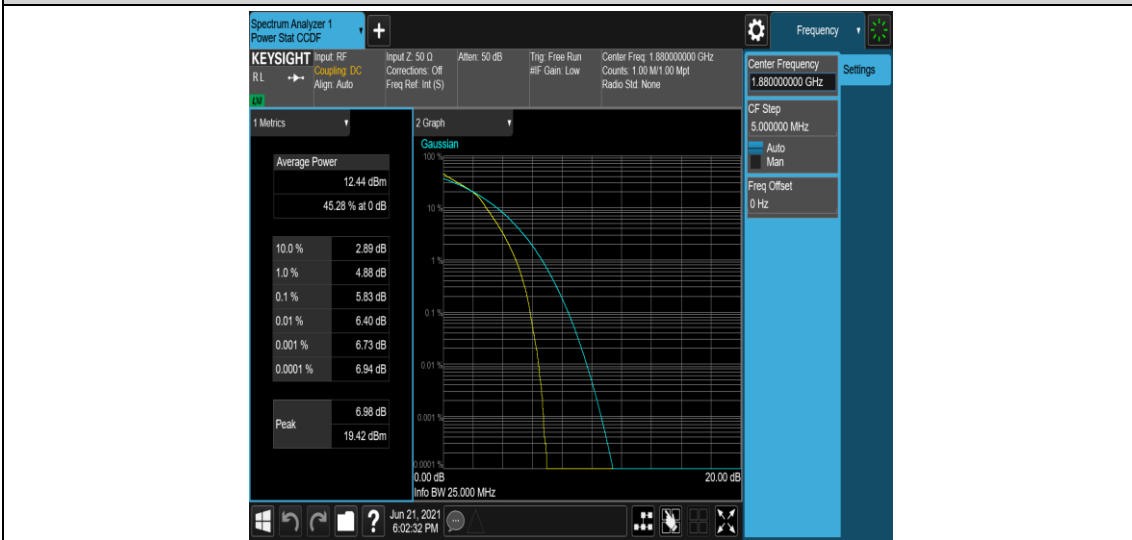 Spectrum Analyzer 1
Power Stat CCDF
+
Frequency
KEYSIGHT
RL
LXI
Input: RF
Coupling: DC
Align: Auto
Input Z: 50 Ω
Corrections: Off
Freq Ref: Int (S)
Atten: 50 dB
Trig: Free Run
#IF Gain: Low
Center Freq: 1.880000000 GHz
Counts: 1.00 M/1.00 Mpt
Radio Std: None
Center Frequency
1.880000000 GHz
Settings
CF Step
5.000000 MHz
Auto
Man
Freq Offset
0 Hz
1 Metrics
Average Power
12.44 dBm
45.28 % at 0 dB
10.0 % 2.89 dB
1.0 % 4.88 dB
0.1 % 5.83 dB
0.01 % 6.40 dB
0.001 % 6.73 dB
0.0001 % 6.94 dB
Peak
6.98 dB
19.42 dBm
2 Graph
Gaussian
100 %
10 %
1 %
0.1 %
0.01 %
0.001 %
0.0001 %
0.00 dB 20.00 dB
Info BW 25.000 MHz
?
Jun 21, 2021
6:02:32 PM